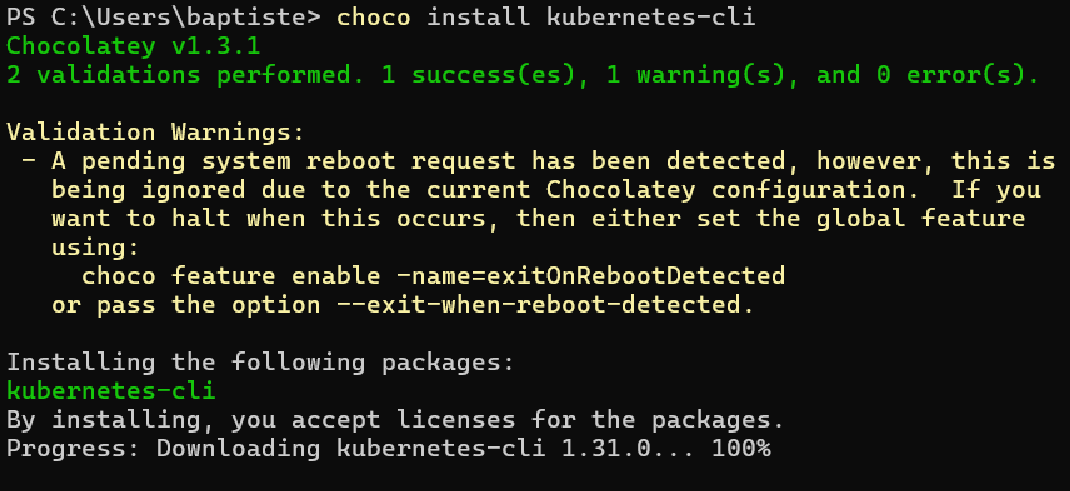 PS C:\Users\baptiste> choco install kubernetes-cli
Chocolatey v1.3.1
2 validations performed. 1 success(es), 1 warning(s), and 0 error(s).

Validation Warnings:
 - A pending system reboot request has been detected, however, this is
   being ignored due to the current Chocolatey configuration.  If you
   want to halt when this occurs, then either set the global feature
   using:
     choco feature enable -name=exitOnRebootDetected
   or pass the option --exit-when-reboot-detected.

Installing the following packages:
kubernetes-cli
By installing, you accept licenses for the packages.
Progress: Downloading kubernetes-cli 1.31.0... 100%